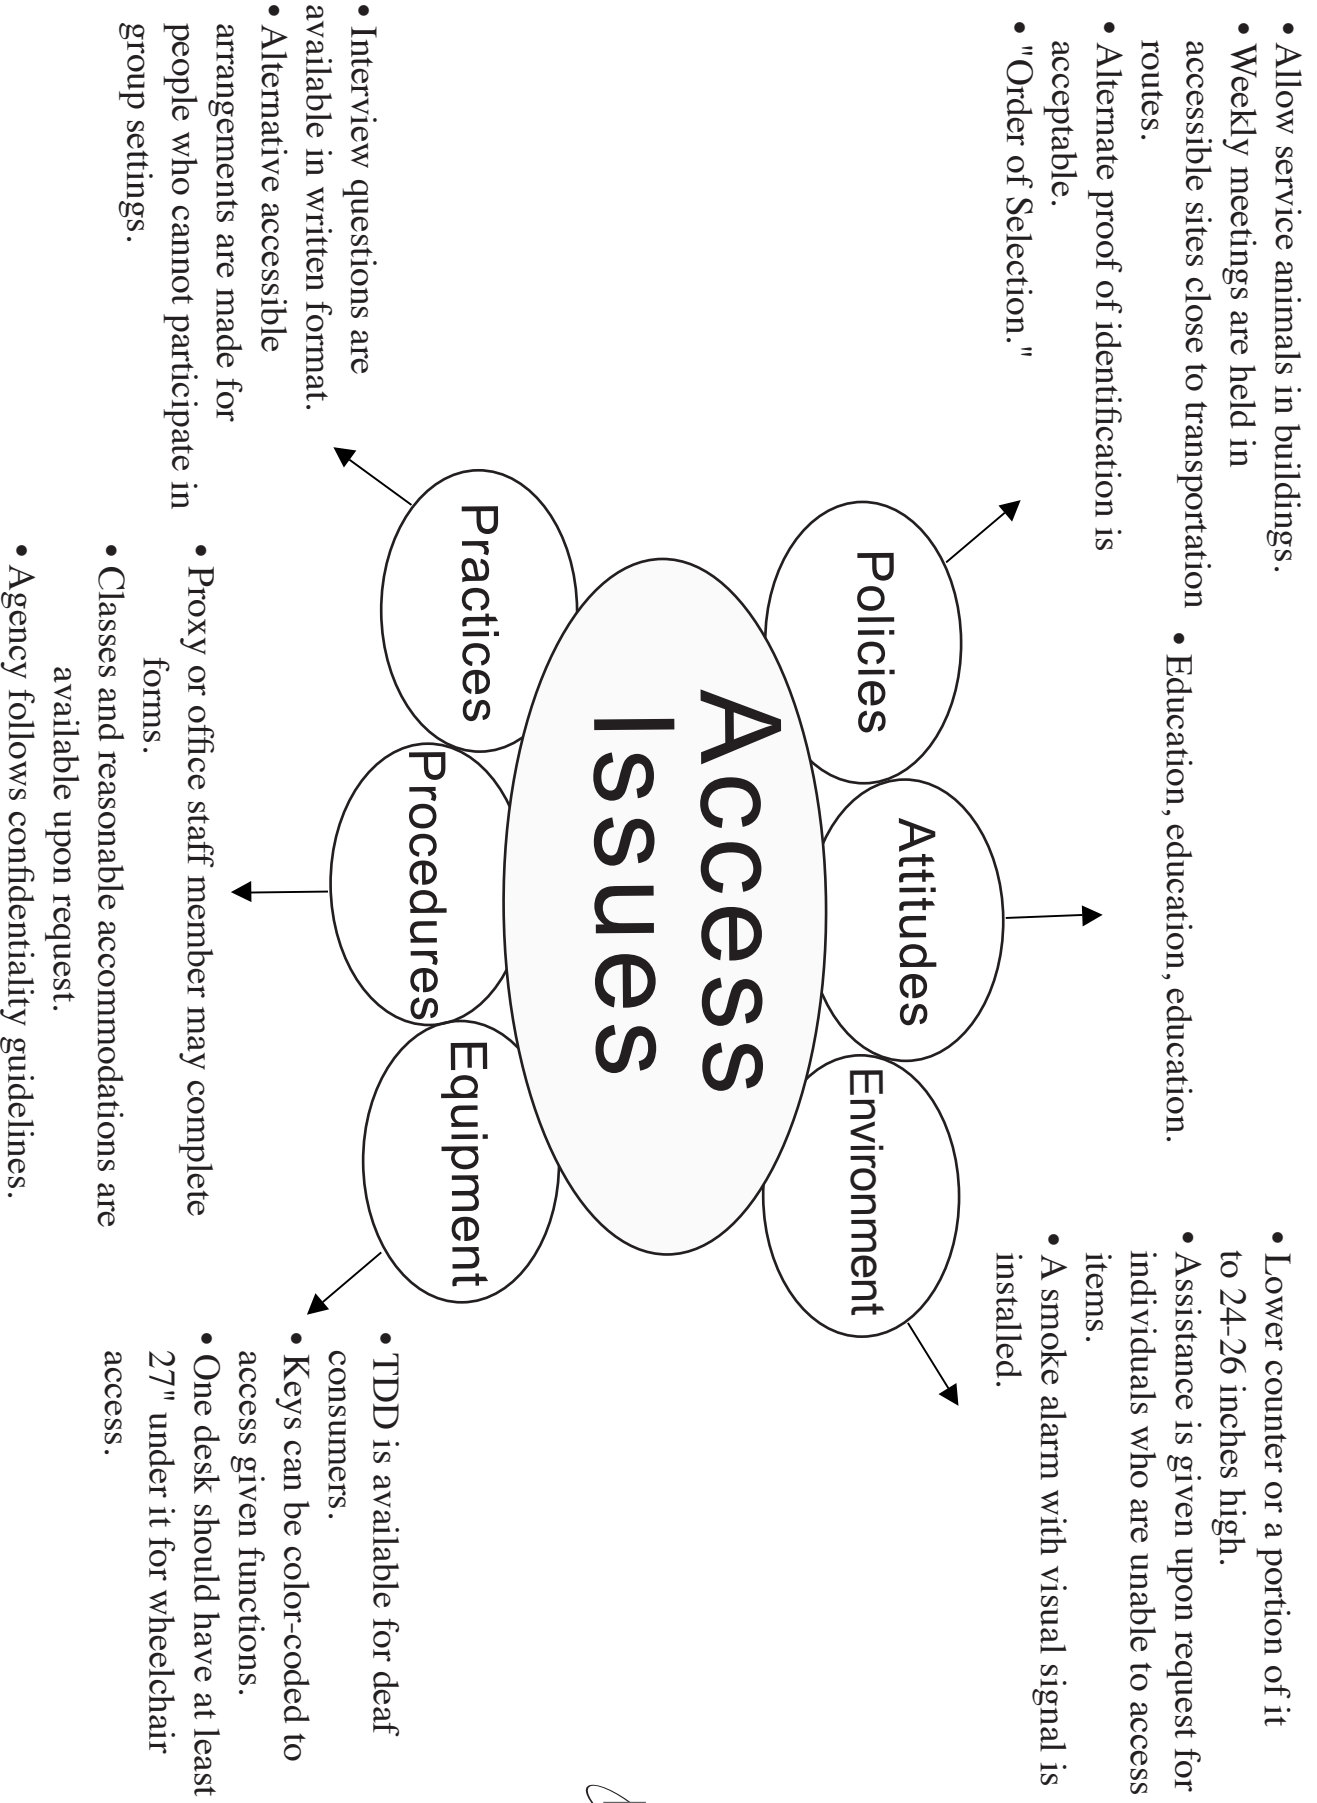 • Allow service animals in buildings.
• Weekly meetings are held in
accessible sites close to transportation
routes.
• Alternate proof of identification is
acceptable.
• "Order of Selection."
• Education, education, education.
• Lower counter or a portion of it
to 24-26 inches high.
• Assistance is given upon request for
individuals who are unable to access
items.
• A smoke alarm with visual signal is
installed.
Policies
Attitudes
Environment
Access
Issues
Practices
Procedures
Equipment
• Interview questions are
available in written format.
• Alternative accessible
arrangements are made for
people who cannot participate in
group settings.
• Proxy or office staff member may complete
forms.
• Classes and reasonable accommodations are
available upon request.
• Agency follows confidentiality guidelines.
• TDD is available for deaf
consumers.
• Keys can be color-coded to
access given functions.
• One desk should have at least
27" under it for wheelchair
access.